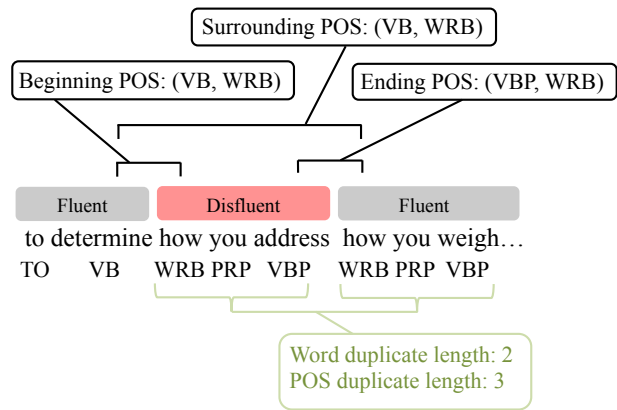 Surrounding POS: (VB, WRB)
Beginning POS: (VB, WRB)
Ending POS: (VBP, WRB)
Fluent Disfluent Fluent
to determine how you address how you weigh…
TO VB WRB PRP VBP WRB PRP VBP
Word duplicate length: 2
POS duplicate length: 3